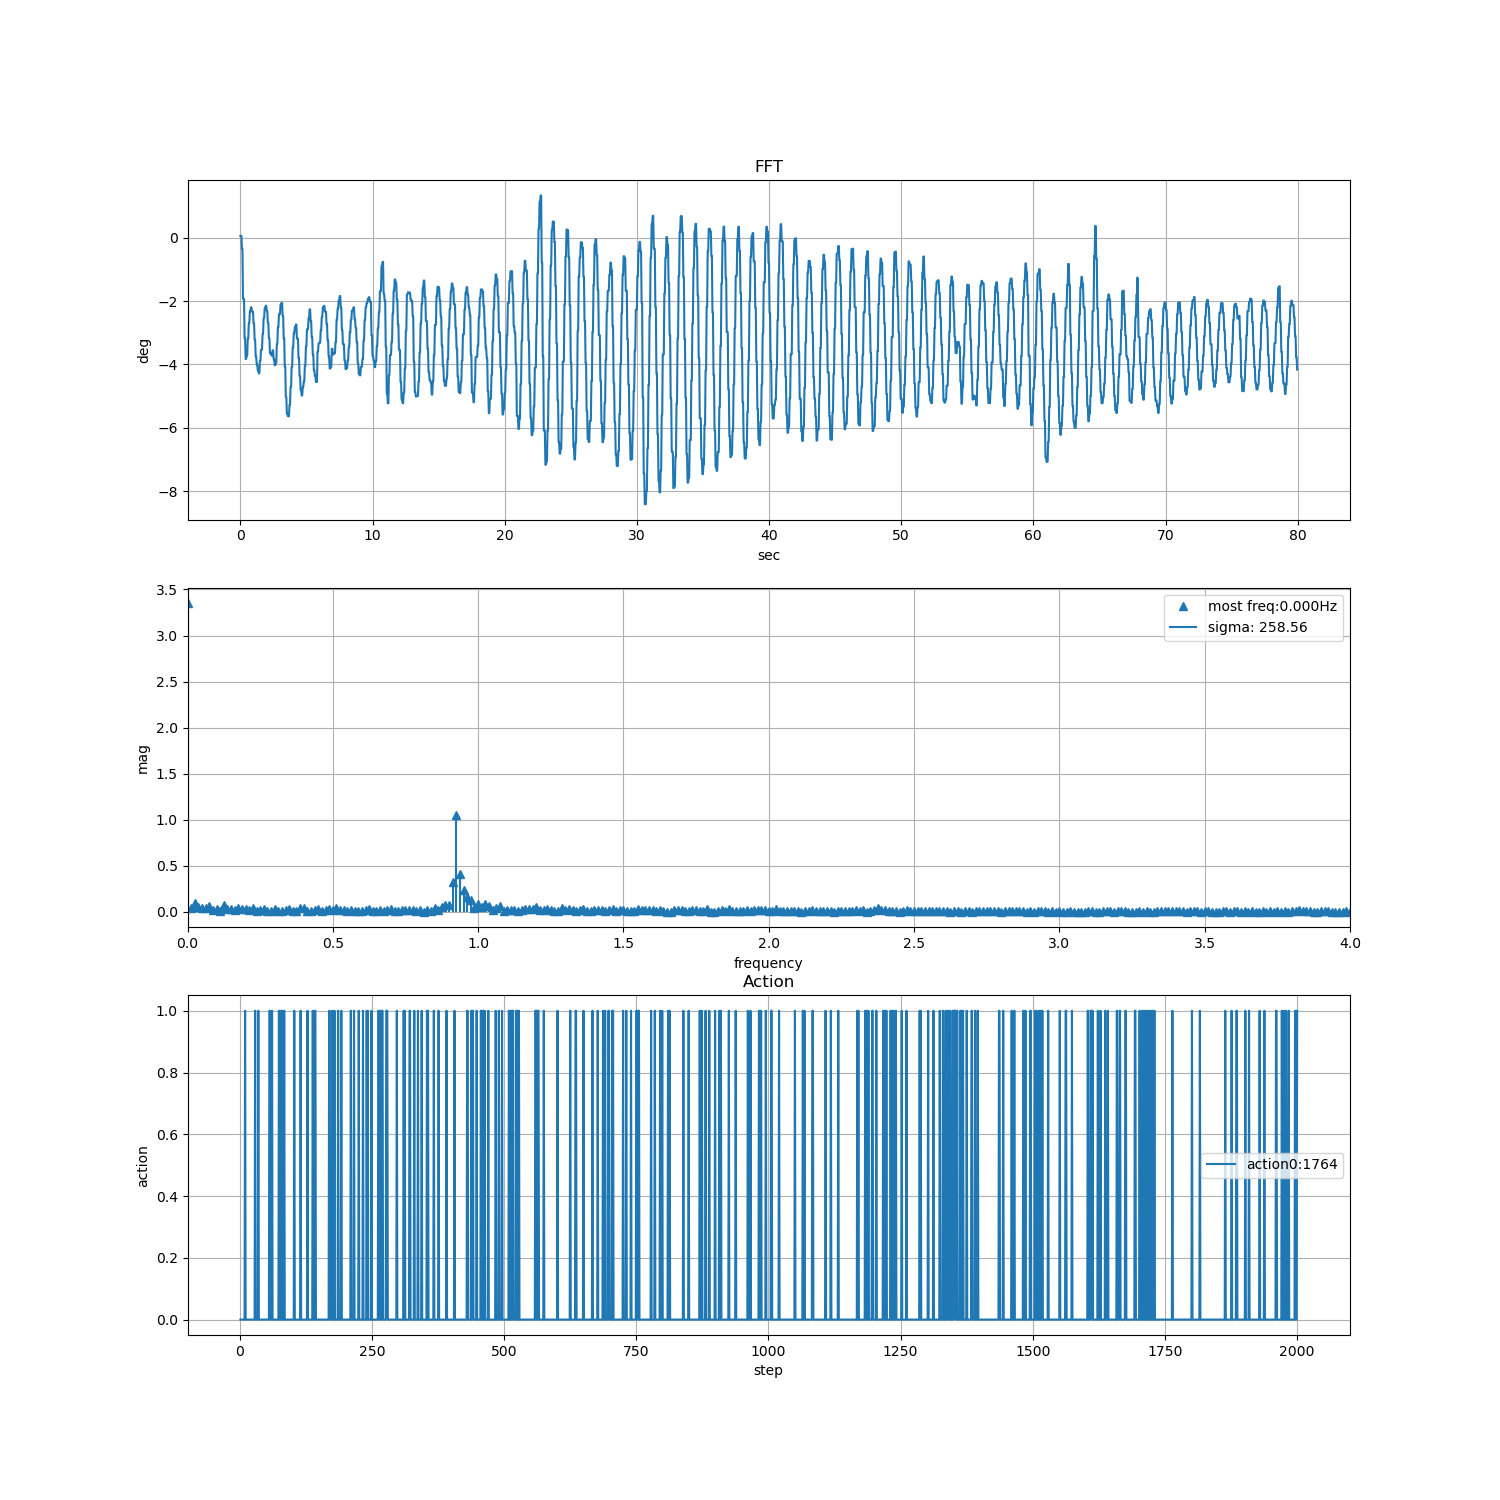 FFT
0
−2
−4
−6
−8
deg
0 10 20 30 40 50 60 70 80
sec
3.5
3.0
2.5
2.0
1.5
1.0
0.5
0.0
mag
most freq:0.000Hz
sigma: 258.56
0.0 0.5 1.0 1.5 2.0 2.5 3.0 3.5 4.0
frequency
Action
1.0
0.8
0.6
0.4
0.2
0.0
action
action0:1764
0 250 500 750 1000 1250 1500 1750 2000
step